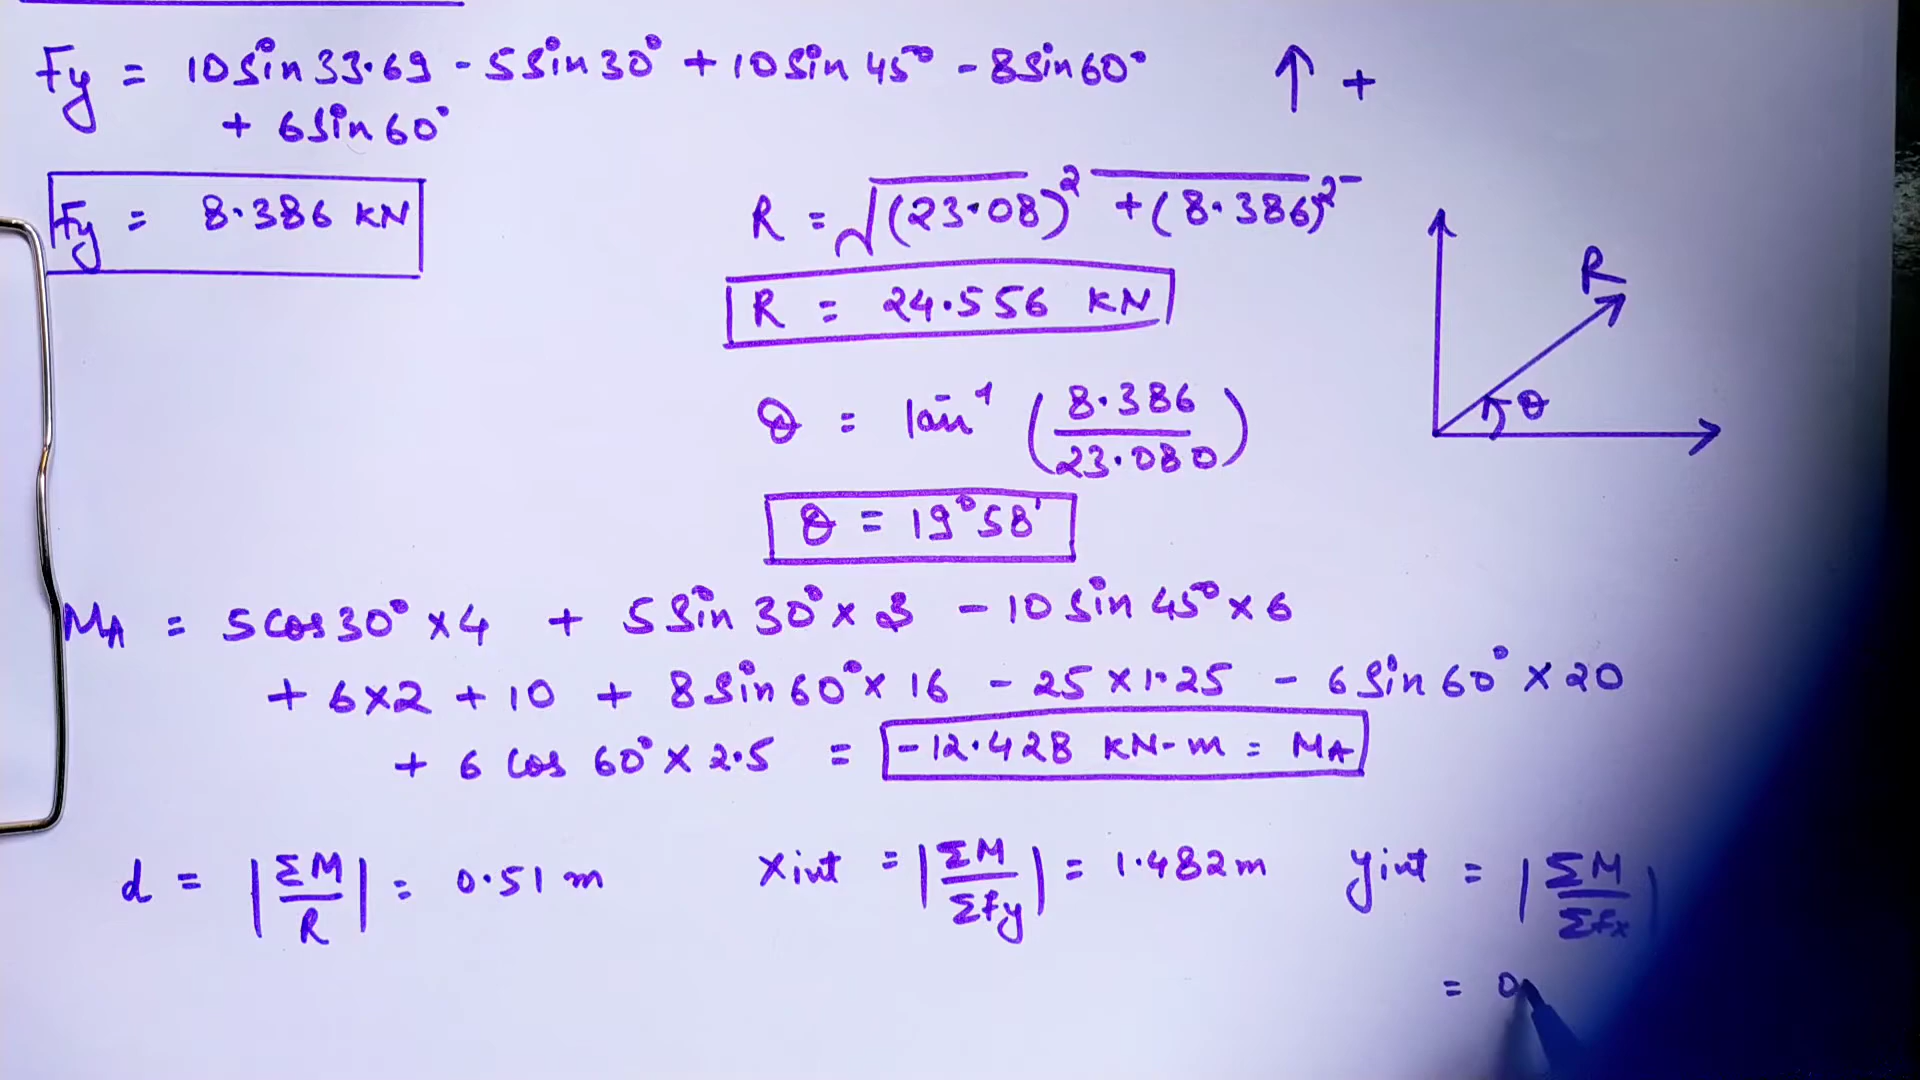 Fy = 10 sin 33.69 - 5 sin 30° + 10 sin 45° - 8 sin 60°
+ 6 sin 60°
↑ +
Fy = 8.386 KN
R = √(23.08)² + (8.386)²
R = 24.556 KN
R
θ
θ = tan⁻¹ (8.386/23.080)
θ = 19°58'
MA = 5 cos 30° × 4 + 5 sin 30° × 3 - 10 sin 45° × 6
+ 6×2 + 10 + 8 sin 60° × 16 - 25 × 1.25 - 6 sin 60° × 20
+ 6 cos 60° × 2.5 = -12.428 KN-m = MA
d = |ΣM/R| = 0.51 m xint = |ΣM/Σfy| = 1.482 m yint = |ΣM/Σfx|
= 0